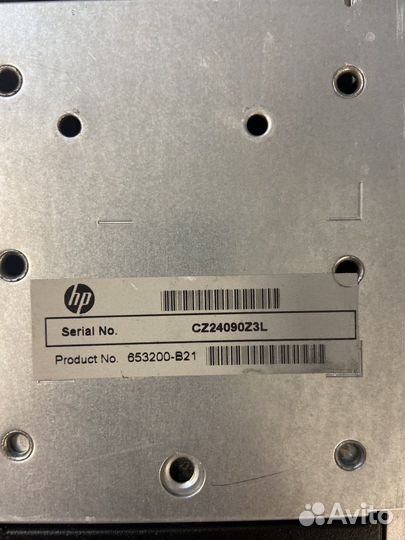 hp
Serial No. CZ24090Z3L
Product No. 653200-B21
Avito